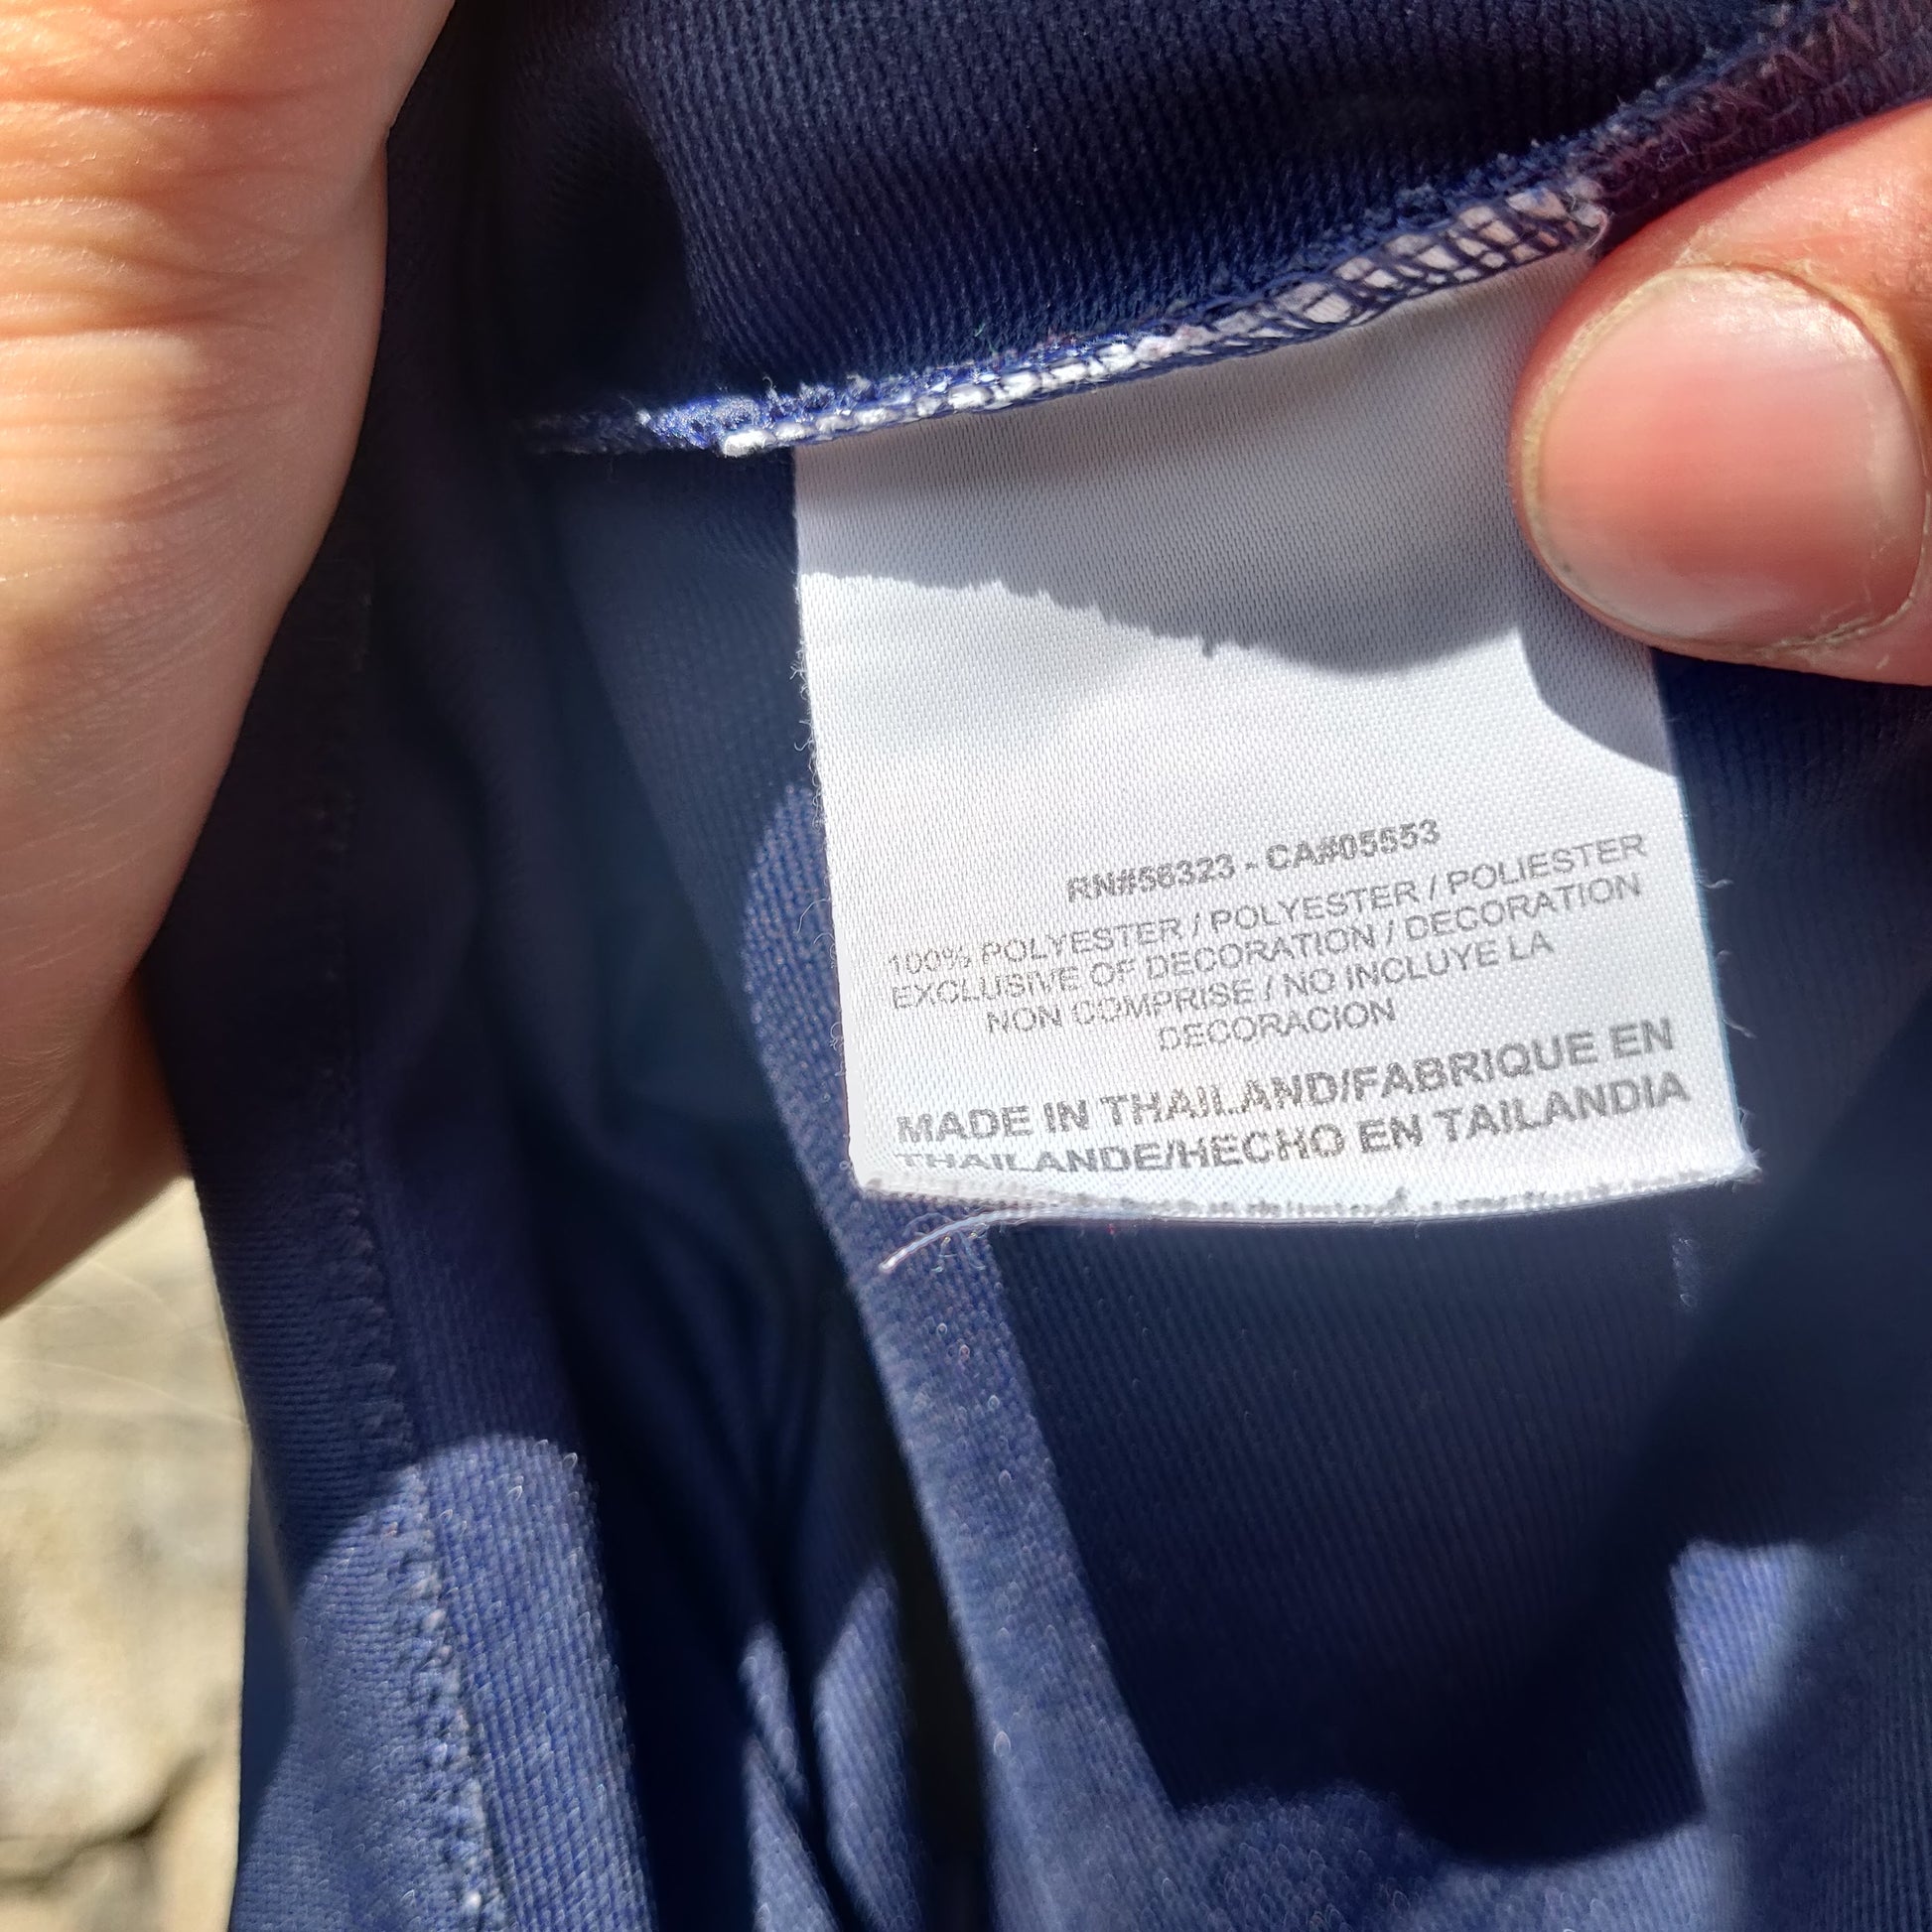 RN#56323 - CA#05553
100% POLYESTER / POLYESTER / POLIESTER
EXCLUSIVE OF DECORATION / DECORATION
NON COMPRISE / NO INCLUYE LA
DECORACION
MADE IN THAILAND/FABRIQUE EN
THAILANDE/HECHO EN TAILANDIA